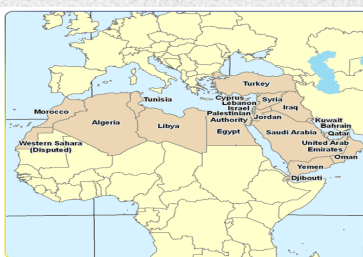 Turkey
Cyprus
Lebanon
Israel
Syria
Iraq
Palestinian
Authority
Jordan
Tunisia
Morocco
Algeria
Libya
Egypt
Kuwait
Bahrain
Qatar
Saudi Arabia
United Arab
Emirates
Oman
Western Sahara
(Disputed)
Yemen
Djibouti